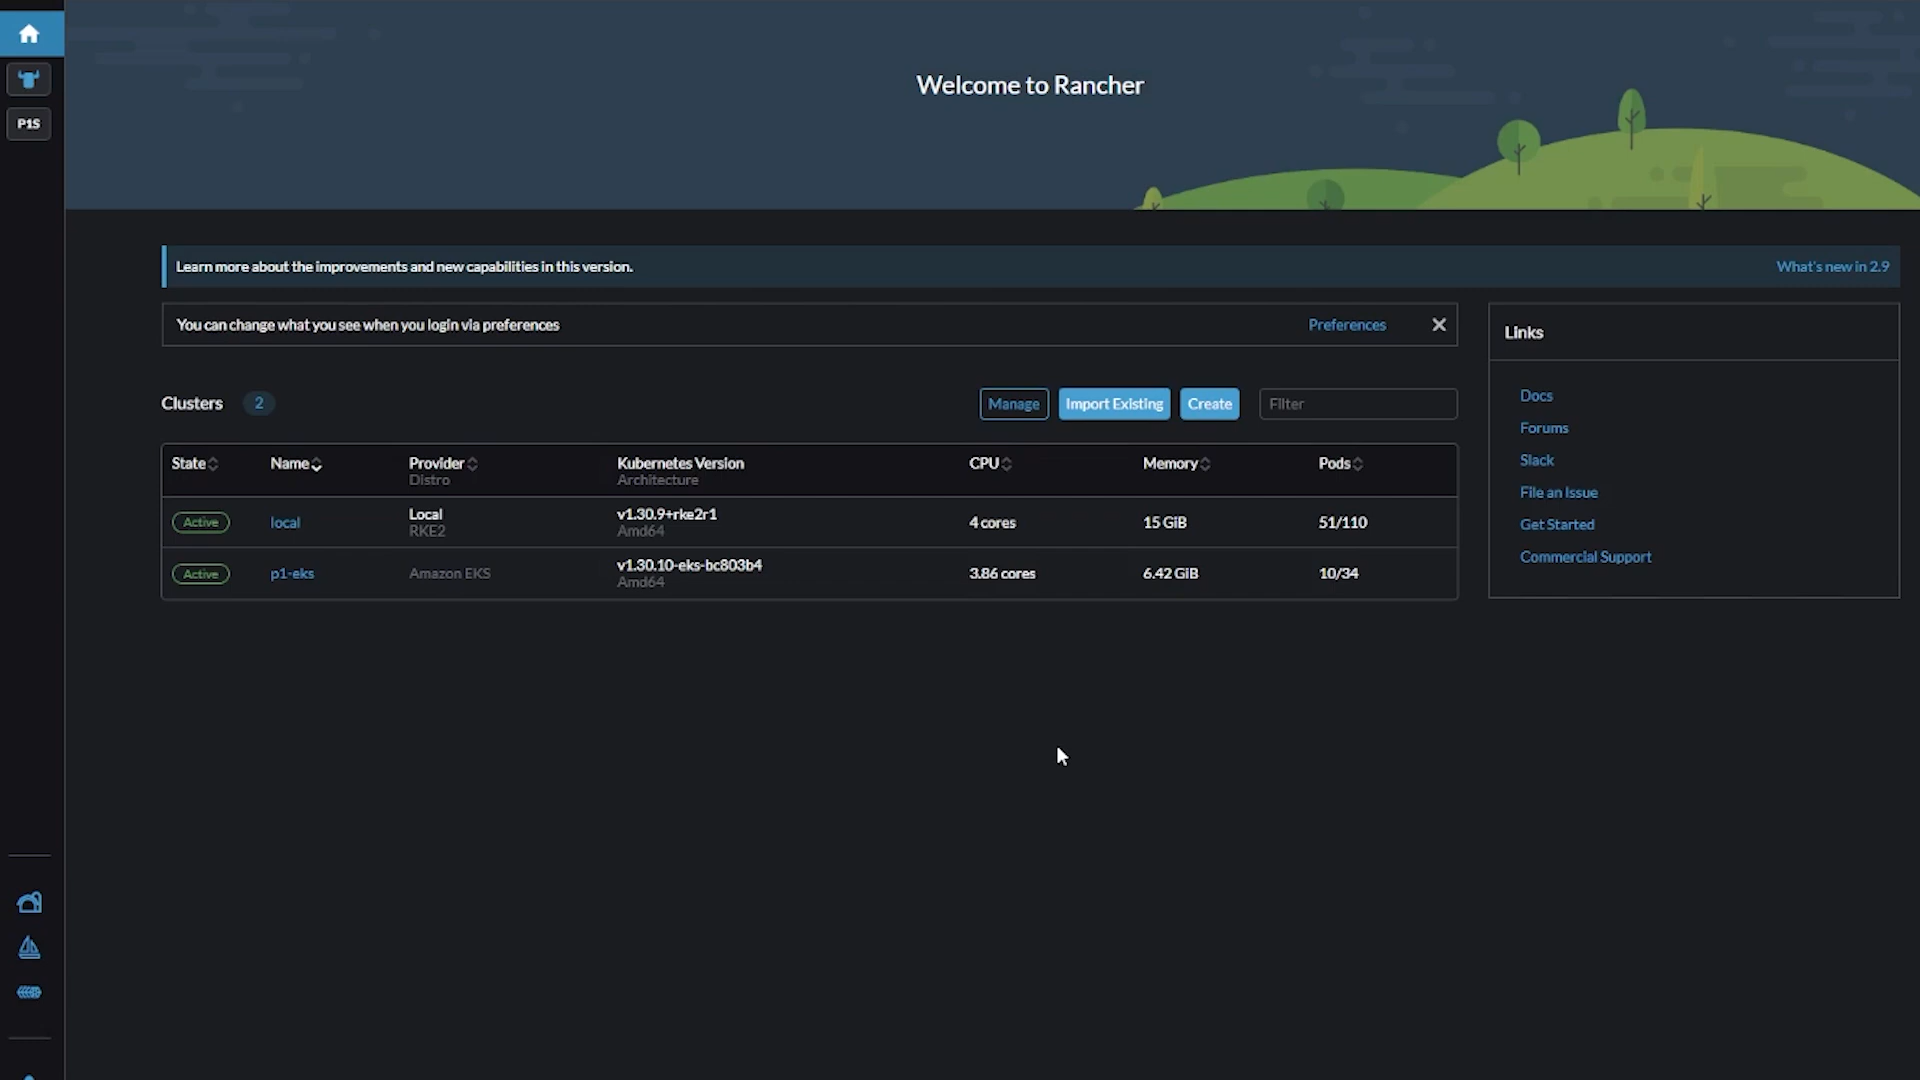 P1S
Welcome to Rancher
Learn more about the improvements and new capabilities in this version.
What's new in 2.9
You can change what you see when you login via preferences
Preferences
Clusters
2
Manage
Import Existing
Create
Filter
State
Name
Provider
Distro
Kubernetes Version
Architecture
CPU
Memory
Pods
Active
local
Local
RKE2
v1.30.9+rke2r1
Amd64
4 cores
15 GiB
51/110
Active
p1-eks
Amazon EKS
v1.30.10-eks-bc803b4
Amd64
3.86 cores
6.42 GiB
10/34
Links
Docs
Forums
Slack
File an Issue
Get Started
Commercial Support